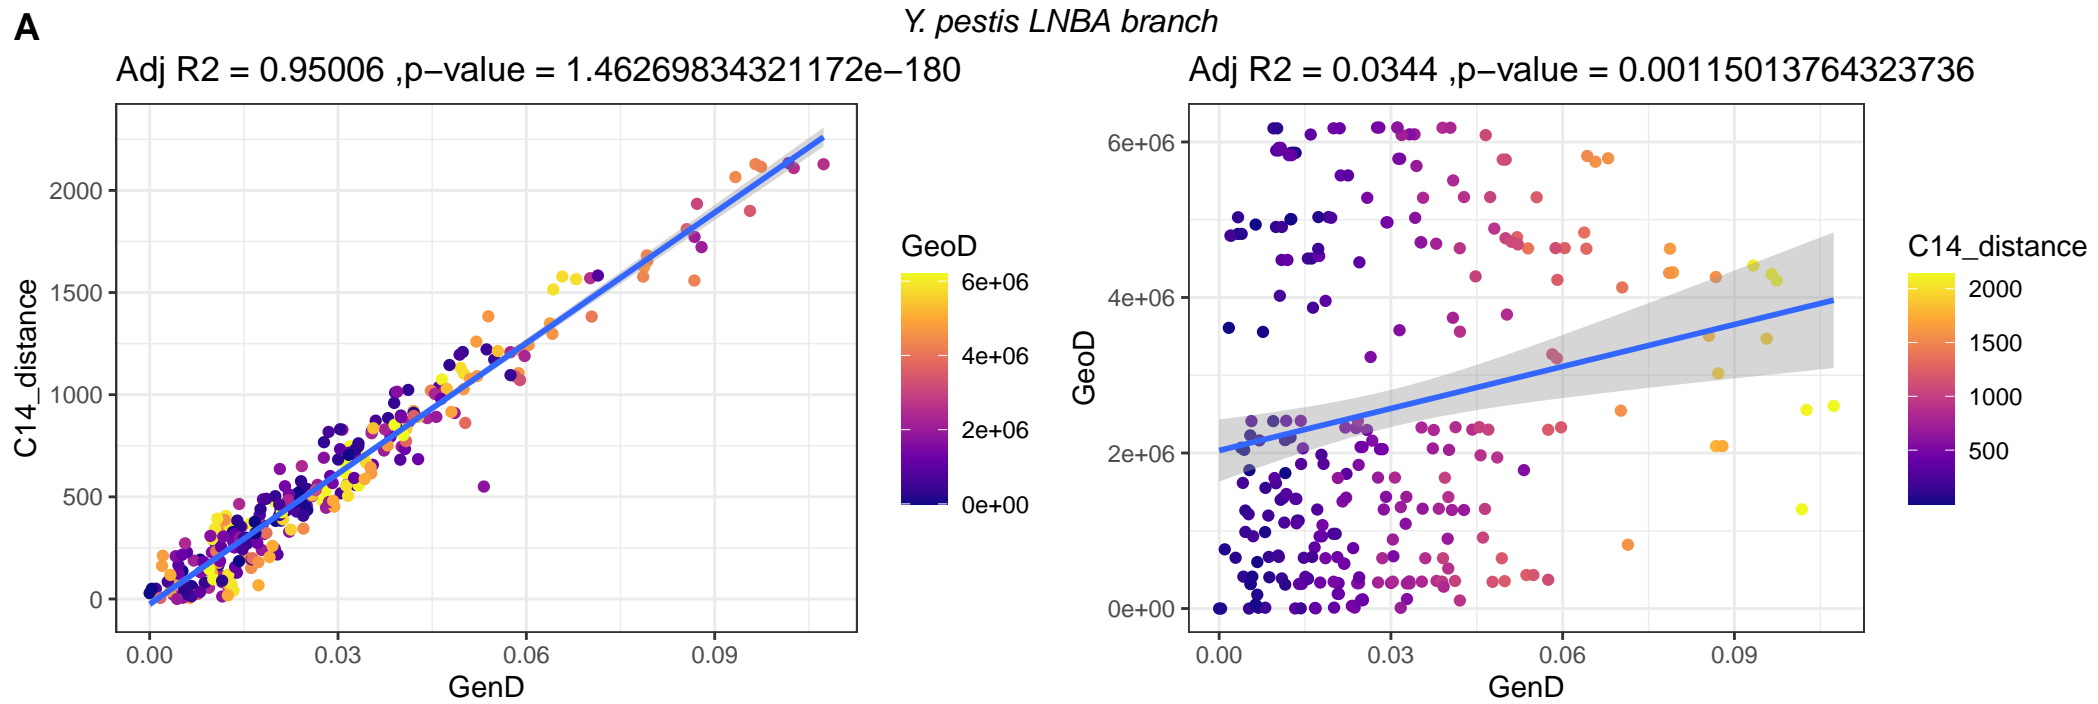 A
Y. pestis LNBA branch
Adj R2 = 0.95006 ,p−value = 1.46269834321172e−180
C14_distance
2000
1500
1000
500
0
0.00 0.03 0.06 0.09
GenD
GeoD
6e+06
4e+06
2e+06
0e+00
Adj R2 = 0.0344 ,p−value = 0.00115013764323736
GeoD
6e+06
4e+06
2e+06
0e+00
0.00 0.03 0.06 0.09
GenD
C14_distance
2000
1500
1000
500